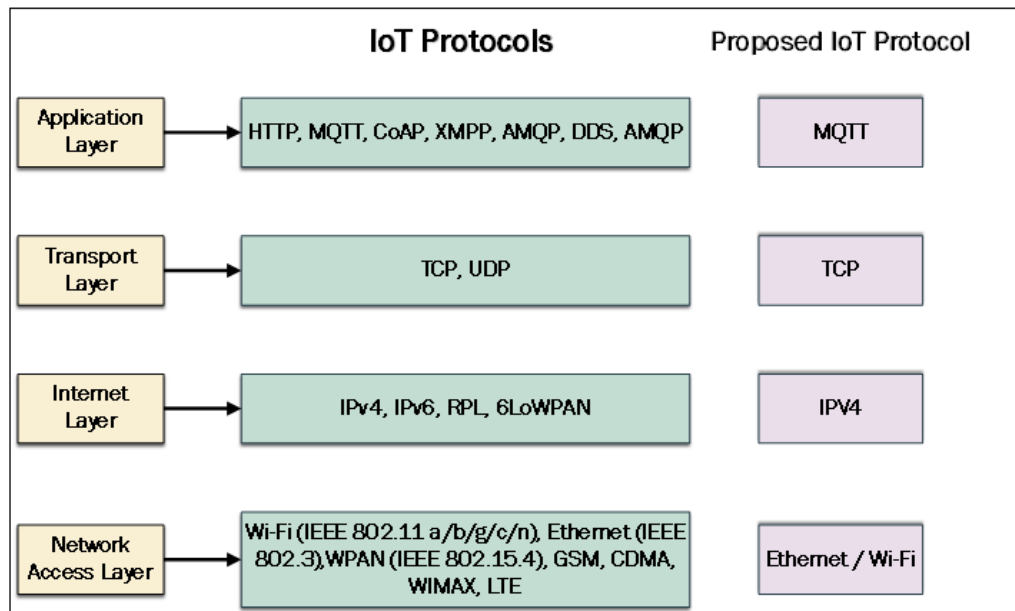 IoT Protocols
Proposed IoT Protocol
Application
Layer
HTTP, MQTT, CoAP, XMPP, AMQP, DDS, AMQP
MQTT
Transport
Layer
TCP, UDP
TCP
Internet
Layer
IPv4, IPv6, RPL, 6LoWPAN
IPV4
Network
Access Layer
Wi-Fi (IEEE 802.11 a/b/g/c/n), Ethernet (IEEE
802.3),WPAN (IEEE 802.15.4), GSM, CDMA,
WIMAX, LTE
Ethernet / Wi-Fi